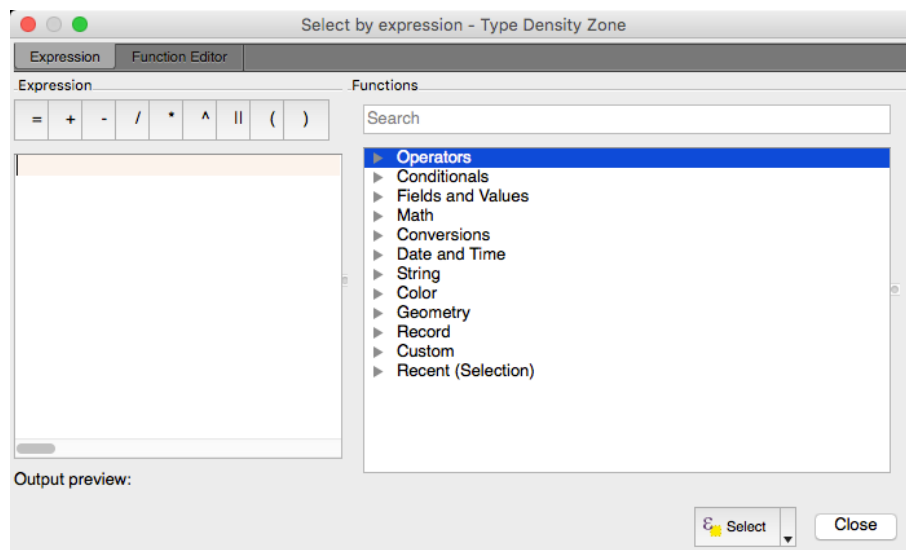 Select by expression - Type Density Zone
Expression Function Editor
Expression
Functions
= + - / * ^ || ( )
Search
Operators
Conditionals
Fields and Values
Math
Conversions
Date and Time
String
Color
Geometry
Record
Custom
Recent (Selection)
Output preview:
ε Select
Close